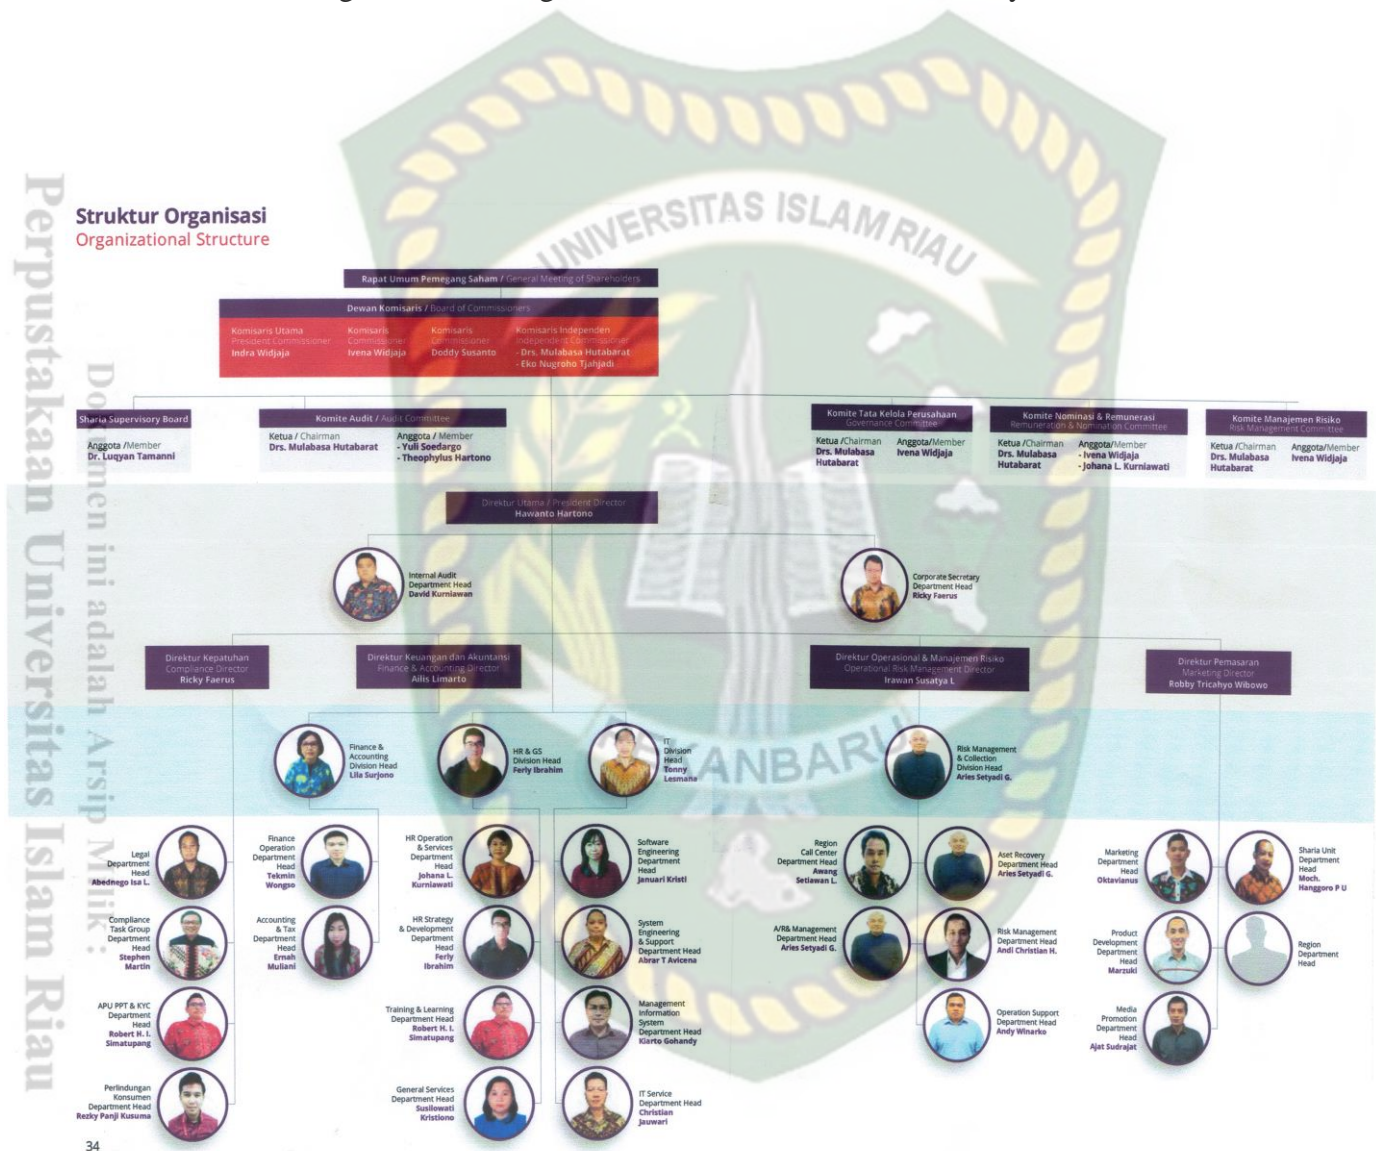 Struktur Organisasi
Organizational Structure
Rapat Umum Pemegang Saham / General Meeting of Shareholders
Dewan Komisaris / Board of Commissioners
Komisaris Utama
President Commissioner
Indra Widjaja
Komisaris
Commissioner
Ivena Widjaja
Komisaris
Commissioner
Doddy Susanto
Komisaris Independen
Independent Commissioner
- Drs. Mulabasa Hutabarat
- Eko Nugroho Tjahjadi
Sharia Supervisory Board
Anggota /Member
Dr. Luqyan Tamanni
Komite Audit / Audit Committee
Ketua / Chairman
Drs. Mulabasa Hutabarat
Anggota / Member
- Yuli Soedargo
- Theophylus Hartono
Komite Tata Kelola Perusahaan
Governance Committee
Ketua /Chairman
Drs. Mulabasa
Hutabarat
Anggota/Member
Ivena Widjaja
Komite Nominasi & Remunerasi
Remuneration & Nomination Committee
Ketua /Chairman
Drs. Mulabasa
Hutabarat
Anggota/Member
- Ivena Widjaja
- Johana L. Kurniawati
Komite Manajemen Risiko
Risk Management Committee
Ketua /Chairman
Drs. Mulabasa
Hutabarat
Anggota/Member
Ivena Widjaja
Direktur Utama / President Director
Hawanto Hartono
Internal Audit
Department Head
David Kurniawan
Corporate Secretary
Department Head
Ricky Faerus
Direktur Kepatuhan
Compliance Director
Ricky Faerus
Direktur Keuangan dan Akuntansi
Finance & Accounting Director
Ailis Limarto
Direktur Operasional & Manajemen Risiko
Operational Risk Management Director
Irawan Susatya L
Direktur Pemasaran
Marketing Director
Robby Tricahyo Wibowo
Finance &
Accounting
Division Head
Lila Surjono
HR & GS
Division Head
Ferly Ibrahim
IT
Division
Head
Tonny
Lesmana
Risk Management
& Collection
Division Head
Aries Setyadi G.
Legal
Department
Head
Abednego Isa L.
Finance
Operation
Department
Head
Tekmin
Wongso
HR Operation
& Services
Department
Head
Johana L.
Kurniawati
Software
Engineering
Department
Head
Januari Kristi
Region
Call Center
Department Head
Awang
Setiawan L.
Aset Recovery
Department Head
Aries Setyadi G.
Marketing
Department
Head
Oktavianus
Sharia Unit
Department
Head
Moch.
Hanggoro P U
Compliance
Task Group
Department
Head
Stephen
Martin
Accounting
& Tax
Department
Head
Ernah
Muliani
HR Strategy
& Development
Department
Head
Ferly
Ibrahim
System
Engineering
& Support
Department Head
Abrar T Avicena
A/R& Management
Department Head
Aries Setyadi G.
Risk Management
Department Head
Andi Christian H.
Product
Development
Department
Head
Marzuki
Region
Department
Head
APU PPT & KYC
Department
Head
Robert H. I.
Simatupang
Training & Learning
Department Head
Robert H. I.
Simatupang
Management
Information
System
Department Head
Kiarto Gohandy
Operation Support
Department Head
Andy Winarko
Media
Promotion
Department
Head
Ajat Sudrajat
Perlindungan
Konsumen
Department Head
Rezky Panji Kusuma
General Services
Department Head
Susilowati
Kristiono
IT Service
Department Head
Christian
Jauwari
34
UNIVERSITAS ISLAM RIAU
PEKANBARU
Perpustakaan Universitas Islam Riau
Dokumen ini adalah Arsip Milik :